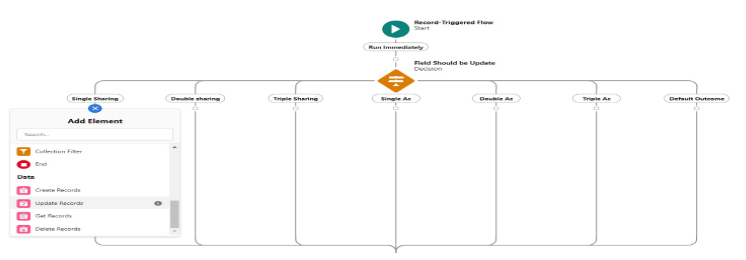 Record-Triggered Flow
Start
Run Immediately
Field Should be Update
Decision
Single Sharing
Double sharing
Triple Sharing
Single Ac
Double Ac
Triple Ac
Default Outcome
Add Element
Search...
Collection Filter
End
Data
Create Records
Update Records
Get Records
Delete Records